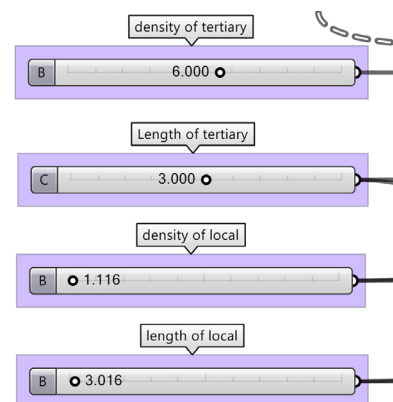 density of tertiary
B 6.000
Length of tertiary
C 3.000
density of local
B 1.116
length of local
B 3.016